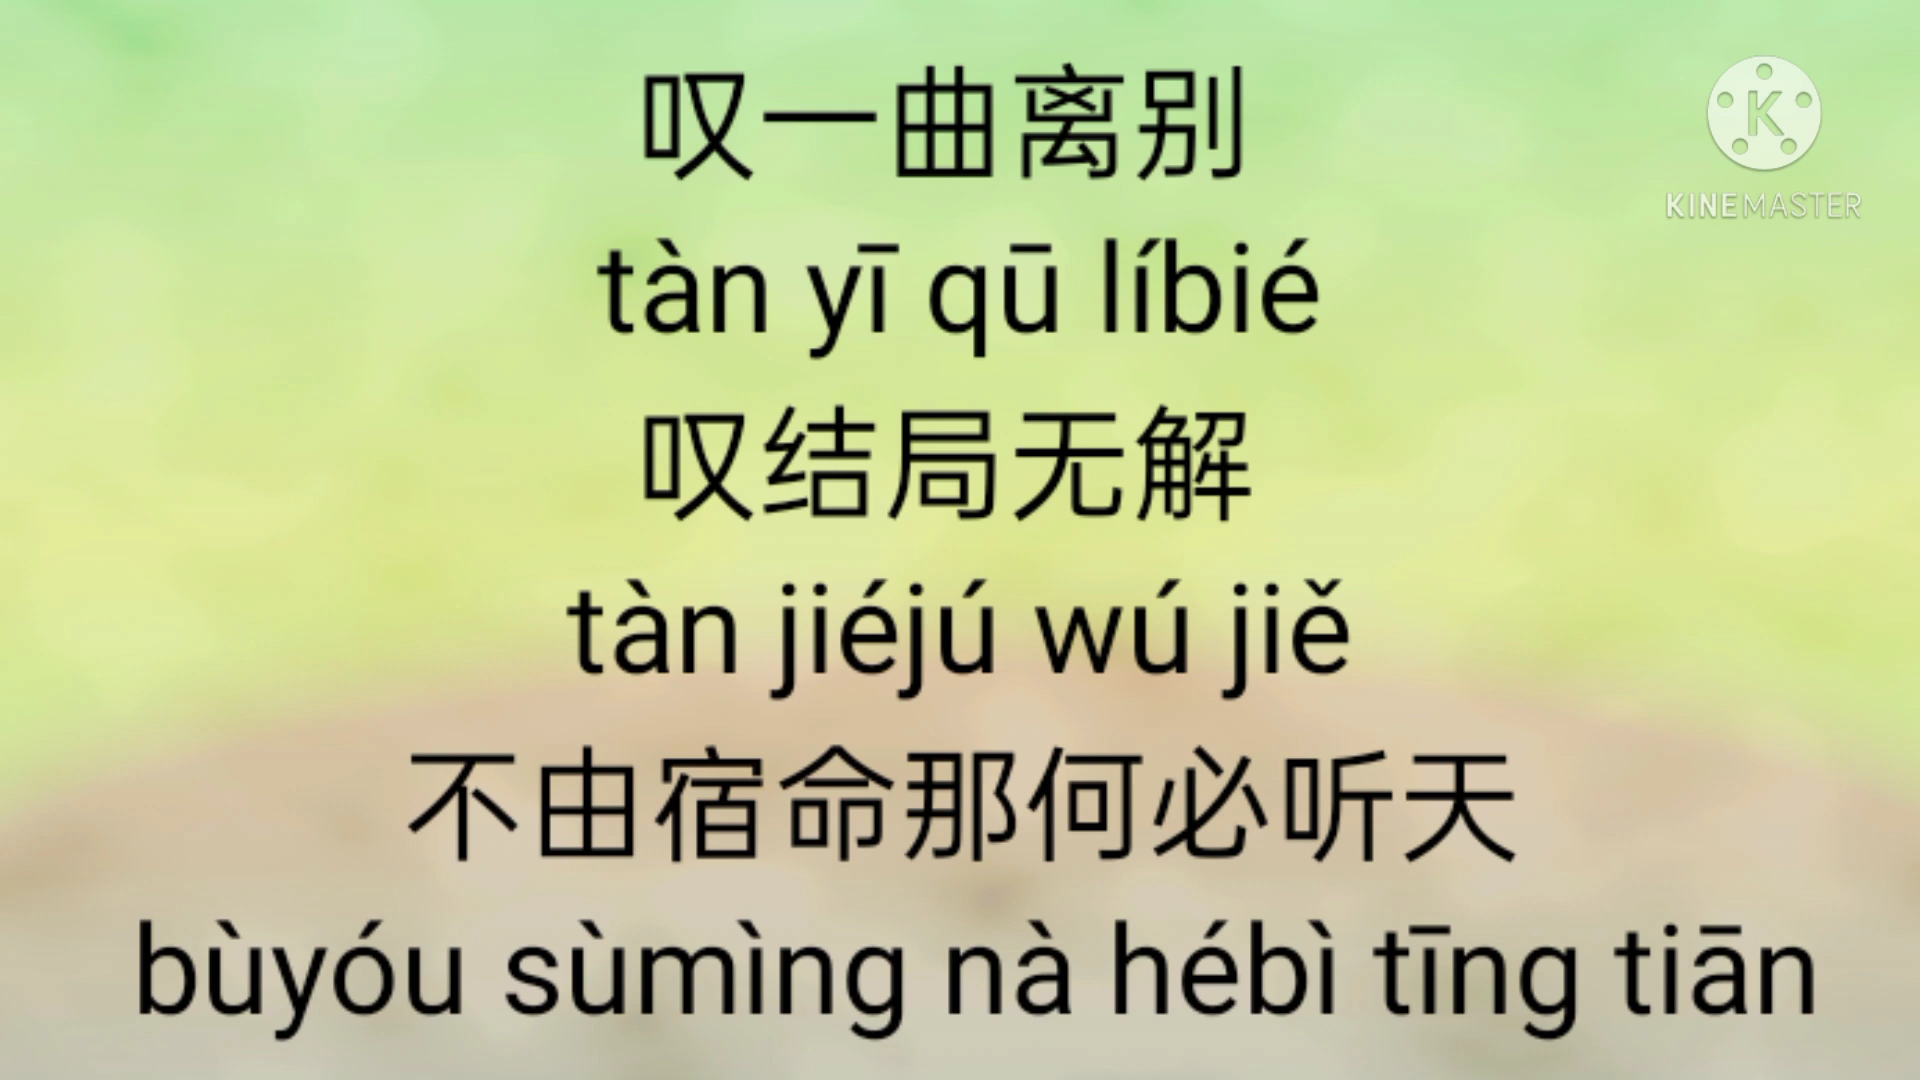 叹一曲离别
tàn yī qū líbié
叹结局无解
tàn jiéjú wú jiě
不由宿命那何必听天
bùyóu sùmìng nà hébì tīng tiān
K
KINEMASTER